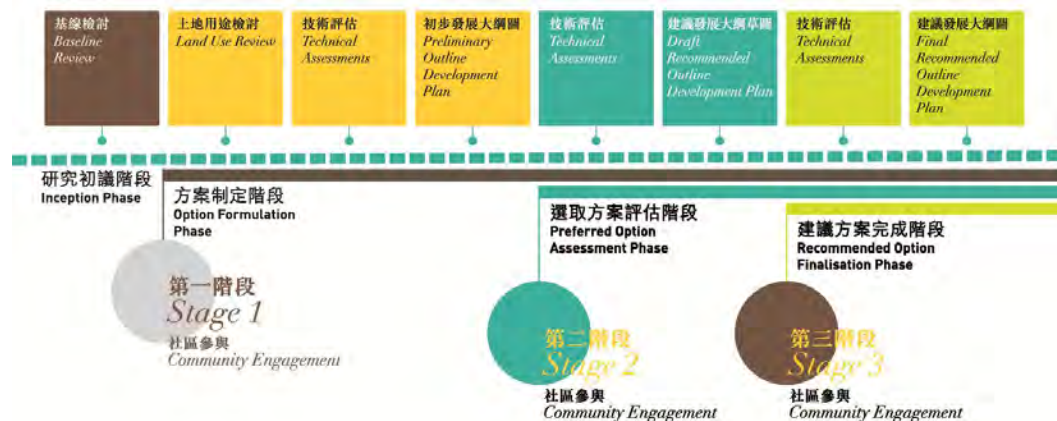 基線檢討
Baseline
Review
土地用途檢討
Land Use Review
技術評估
Technical
Assessments
初步發展大綱圖
Preliminary
Outline
Development
Plan
技術評估
Technical
Assessments
建議發展大綱草圖
Draft
Recommended
Outline
Development Plan
技術評估
Technical
Assessments
建議發展大綱圖
Final
Recommended
Outline
Development
Plan
研究初議階段
Inception Phase
方案制定階段
Option Formulation
Phase
選取方案評估階段
Preferred Option
Assessment Phase
建議方案完成階段
Recommended Option
Finalisation Phase
第一階段
Stage 1
社區參與
Community Engagement
第二階段
Stage 2
社區參與
Community Engagement
第三階段
Stage 3
社區參與
Community Engagement